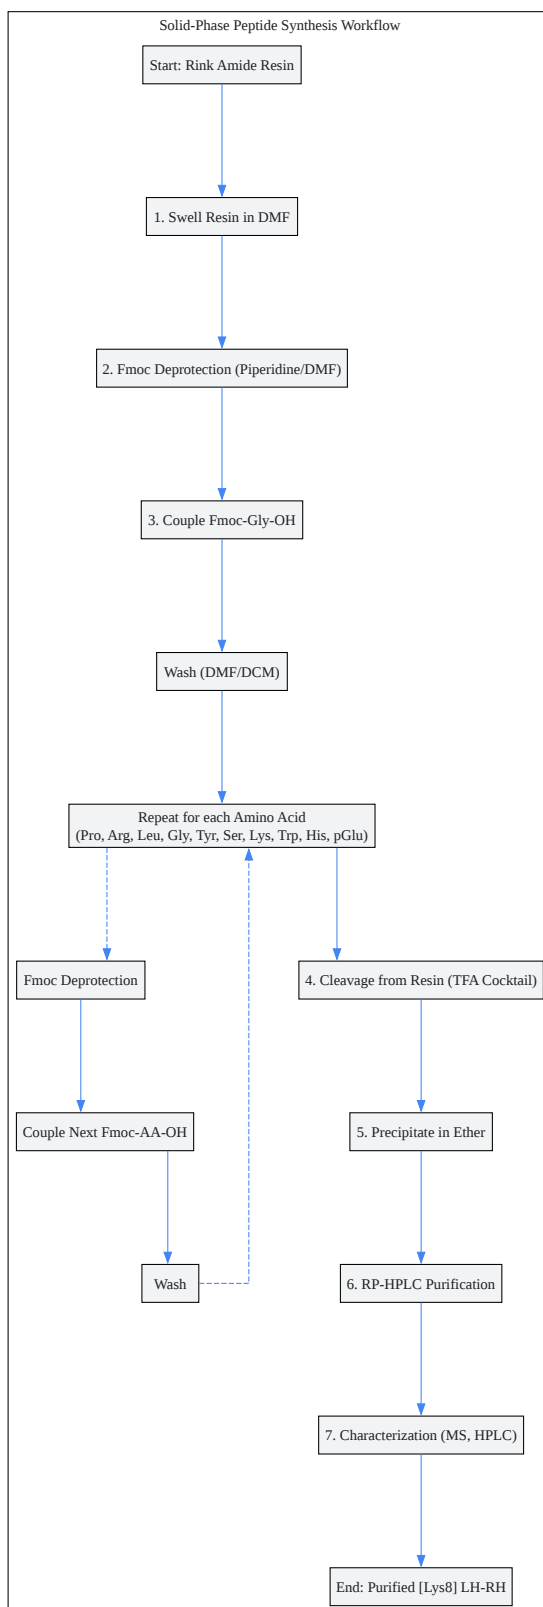 Solid-Phase Peptide Synthesis Workflow
Start: Rink Amide Resin
1. Swell Resin in DMF
2. Fmoc Deprotection (Piperidine/DMF)
3. Couple Fmoc-Gly-OH
Wash (DMF/DCM)
Repeat for each Amino Acid
(Pro, Arg, Leu, Gly, Tyr, Ser, Lys, Trp, His, pGlu)
Fmoc Deprotection
Couple Next Fmoc-AA-OH
Wash
4. Cleavage from Resin (TFA Cocktail)
5. Precipitate in Ether
6. RP-HPLC Purification
7. Characterization (MS, HPLC)
End: Purified [Lys8] LH-RH